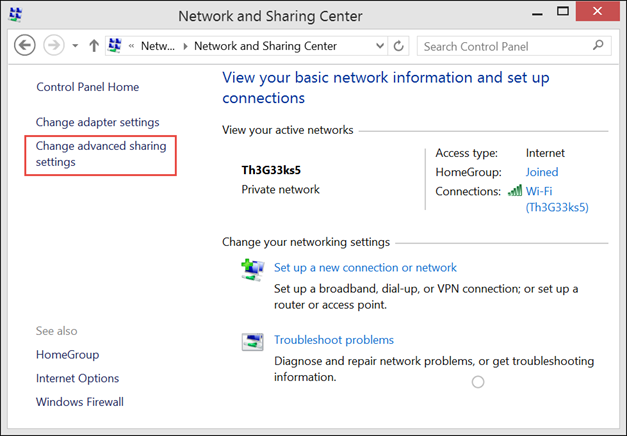 Network and Sharing Center
« Netw... ▸ Network and Sharing Center
Search Control Panel
Control Panel Home
Change adapter settings
Change advanced sharing
settings
See also
HomeGroup
Internet Options
Windows Firewall
View your basic network information and set up
connections
View your active networks
Th3G33ks5
Private network
Access type: Internet
HomeGroup: Joined
Connections: Wi-Fi
(Th3G33ks5)
Change your networking settings
Set up a new connection or network
Set up a broadband, dial-up, or VPN connection; or set up a
router or access point.
Troubleshoot problems
Diagnose and repair network problems, or get troubleshooting
information.